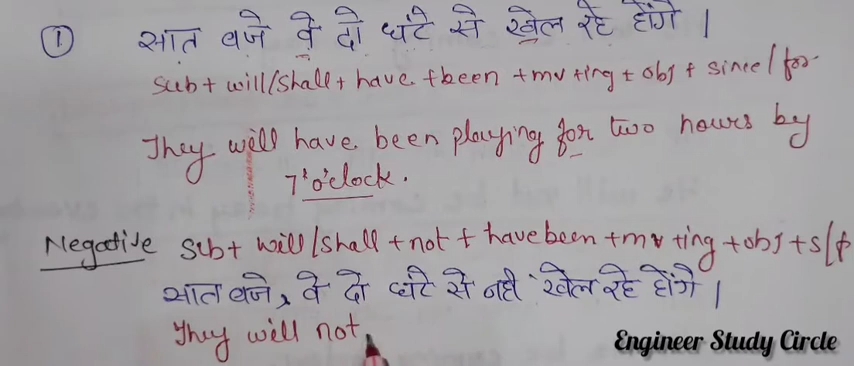 ① सात बजे वे दो घंटे से खेल रहे होंगे।
Sub + will/shall + have + been + mv + ing + obj + since/for
They will have been playing for two hours by
7'o'clock.
Negative Sub + will/shall + not + have been + mv + ing + obj + s/f
सात बजे, वे दो घंटे से नही खेल रहे होंगे।
They will not
Engineer Study Circle